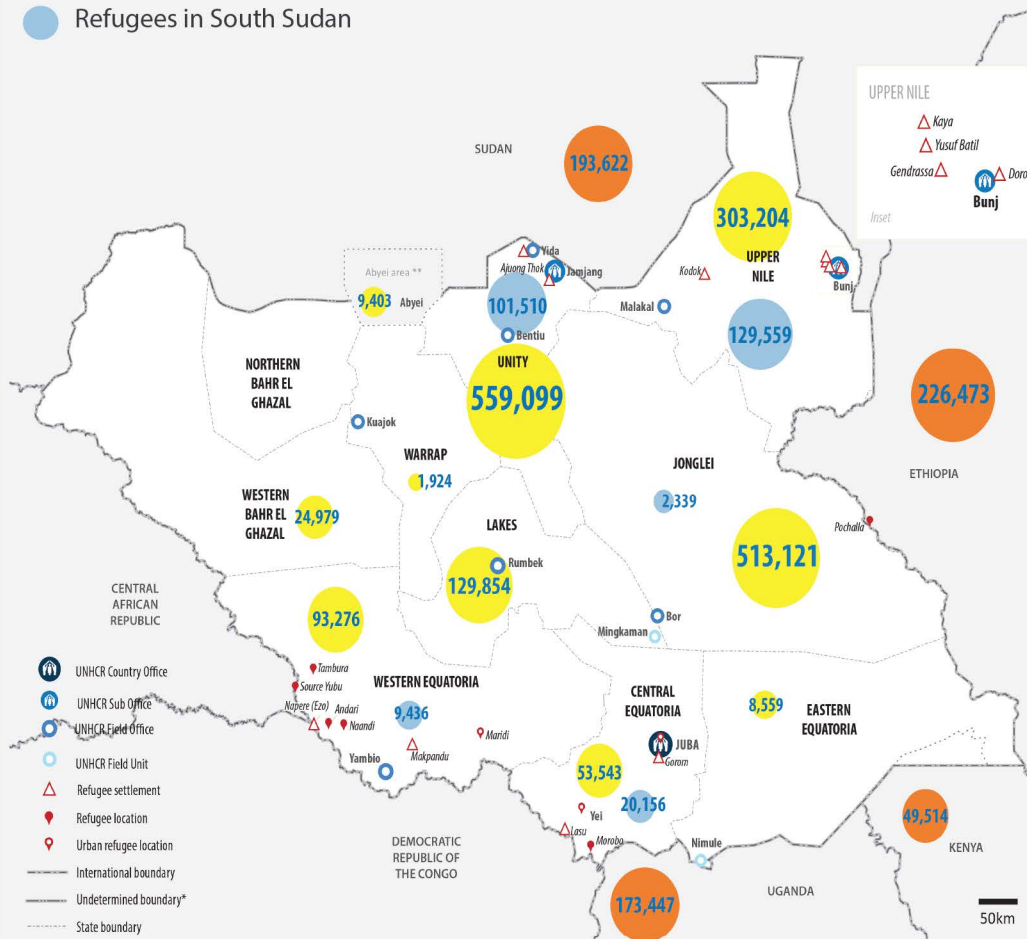 Refugees in South Sudan
UPPER NILE
Kaya
Yusuf Batil
Gendrassa
Doro
Bunj
Inset
SUDAN
193,622
303,204
UPPER
NILE
129,559
Kodok
Bunj
Malakal
Yida
Ajuong Thok
Jamjang
101,510
Bentiu
UNITY
559,099
Abyei area **
9,403
Abyei
NORTHERN
BAHR EL
GHAZAL
Kuajok
WARRAP
1,924
WESTERN
BAHR EL
GHAZAL
24,979
LAKES
Rumbek
129,854
JONGLEI
2,339
513,121
Pochalla
226,473
ETHIOPIA
CENTRAL
AFRICAN
REPUBLIC
93,276
Bor
Mingkaman
Tambura
Source Yubu
Napere (Ezo)
Andari
Naandi
WESTERN EQUATORIA
9,436
Makpandu
Maridi
Yambio
CENTRAL
EQUATORIA
JUBA
Gorom
53,543
20,156
Yei
Lasu
Morobo
8,559
EASTERN
EQUATORIA
Nimule
49,514
KENYA
UGANDA
173,447
DEMOCRATIC
REPUBLIC OF
THE CONGO
UNHCR Country Office
UNHCR Sub Office
UNHCR Field Office
UNHCR Field Unit
Refugee settlement
Refugee location
Urban refugee location
International boundary
Undetermined boundary*
State boundary
50km